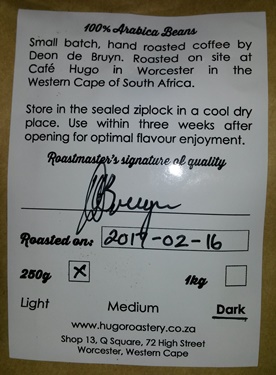 100% Arabica Beans
Small batch, hand roasted coffee by
Deon de Bruyn. Roasted on site at
Café Hugo in Worcester in the
Western Cape of South Africa.
Store in the sealed ziplock in a cool dry
place. Use within three weeks after
opening for optimal flavour enjoyment.
Roastmaster's signature of quality
Roasted on: 2017-02-16
250g X 1kg
Light Medium Dark
www.hugoroastery.co.za
Shop 13, Q Square, 72 High Street
Worcester, Western Cape